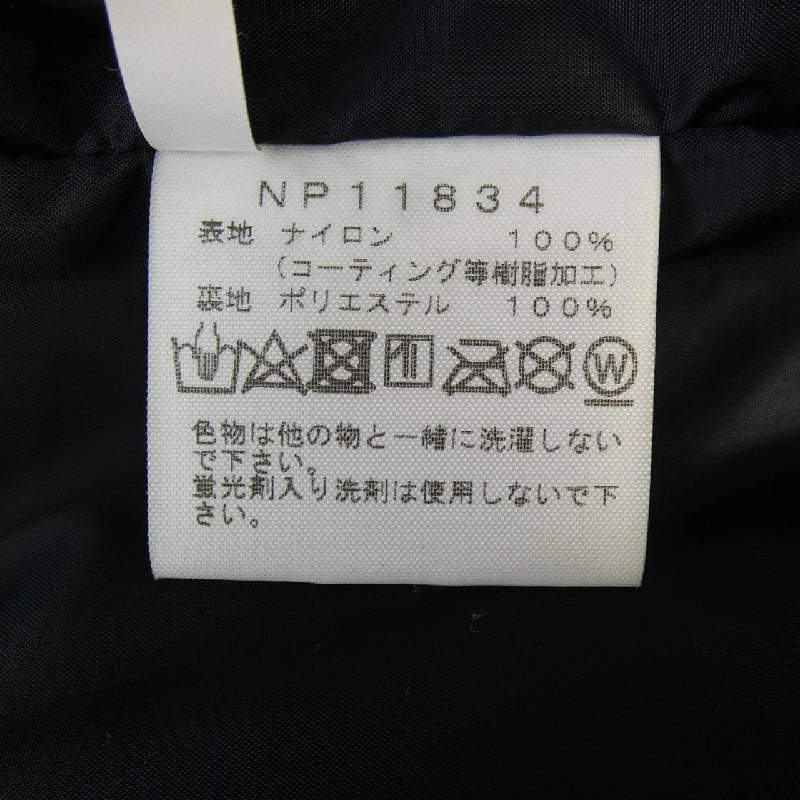 NP11834
表地 ナイロン 100%
(コーティング等樹脂加工)
裏地 ポリエステル 100%
W
色物は他の物と一緒に洗濯しない
で下さい。
蛍光剤入り洗剤は使用しないで下
さい。